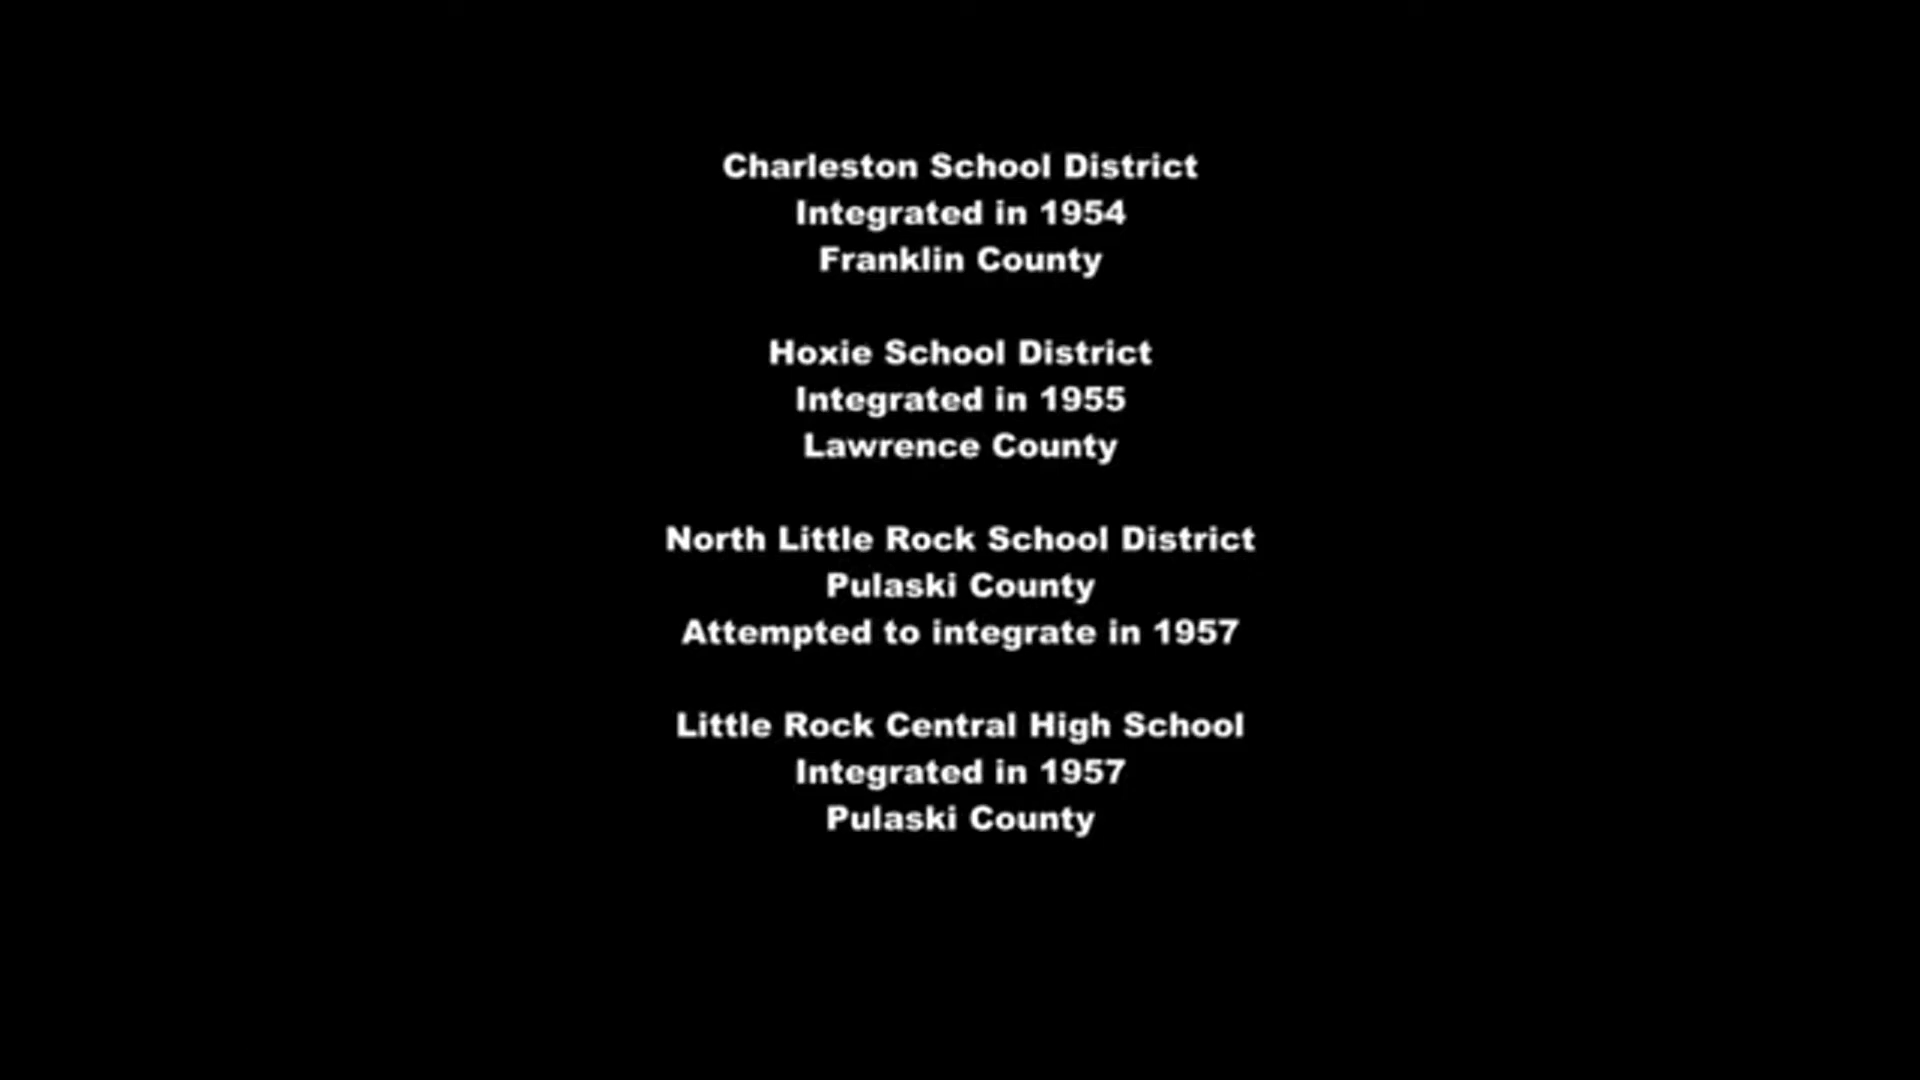 Charleston School District
Integrated in 1954
Franklin County
Hoxie School District
Integrated in 1955
Lawrence County
North Little Rock School District
Pulaski County
Attempted to integrate in 1957
Little Rock Central High School
Integrated in 1957
Pulaski County